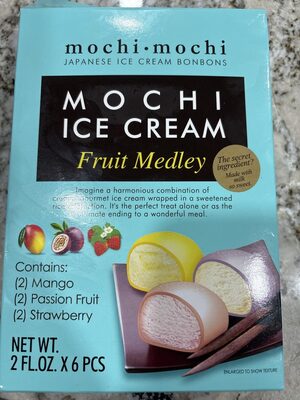 mochi·mochi
JAPANESE ICE CREAM BONBONS
MOCHI
ICE CREAM
Fruit Medley
The secret
ingredient?
Made with
milk
so sweet
Imagine a harmonious combination of
gourmet ice cream wrapped in a sweetened
rice It's the perfect treat alone or as the
ending to a wonderful meal.
Contains:
(2) Mango
(2) Passion Fruit
(2) Strawberry
NET WT.
2 FL.OZ. X 6 PCS
ENLARGED TO SHOW TEXTURE